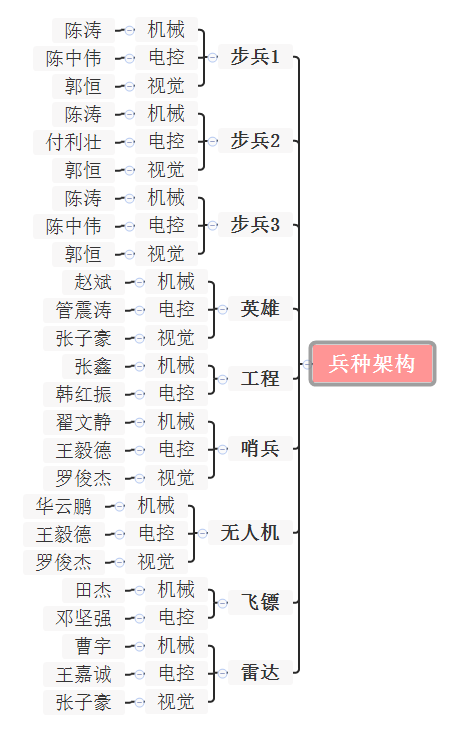 陈涛 机械
陈中伟 电控 步兵1
郭恒 视觉
陈涛 机械
付利壮 电控 步兵2
郭恒 视觉
陈涛 机械
陈中伟 电控 步兵3
郭恒 视觉
赵斌 机械
管震涛 电控 英雄
张子豪 视觉
张鑫 机械
兵种架构
工程
韩红振 电控
翟文静 机械
王毅德 电控 哨兵
罗俊杰 视觉
华云鹏 机械
王毅德 电控 无人机
罗俊杰 视觉
田杰 机械
飞镖
邓坚强 电控
曹宇 机械
王嘉诚 电控 雷达
张子豪 视觉